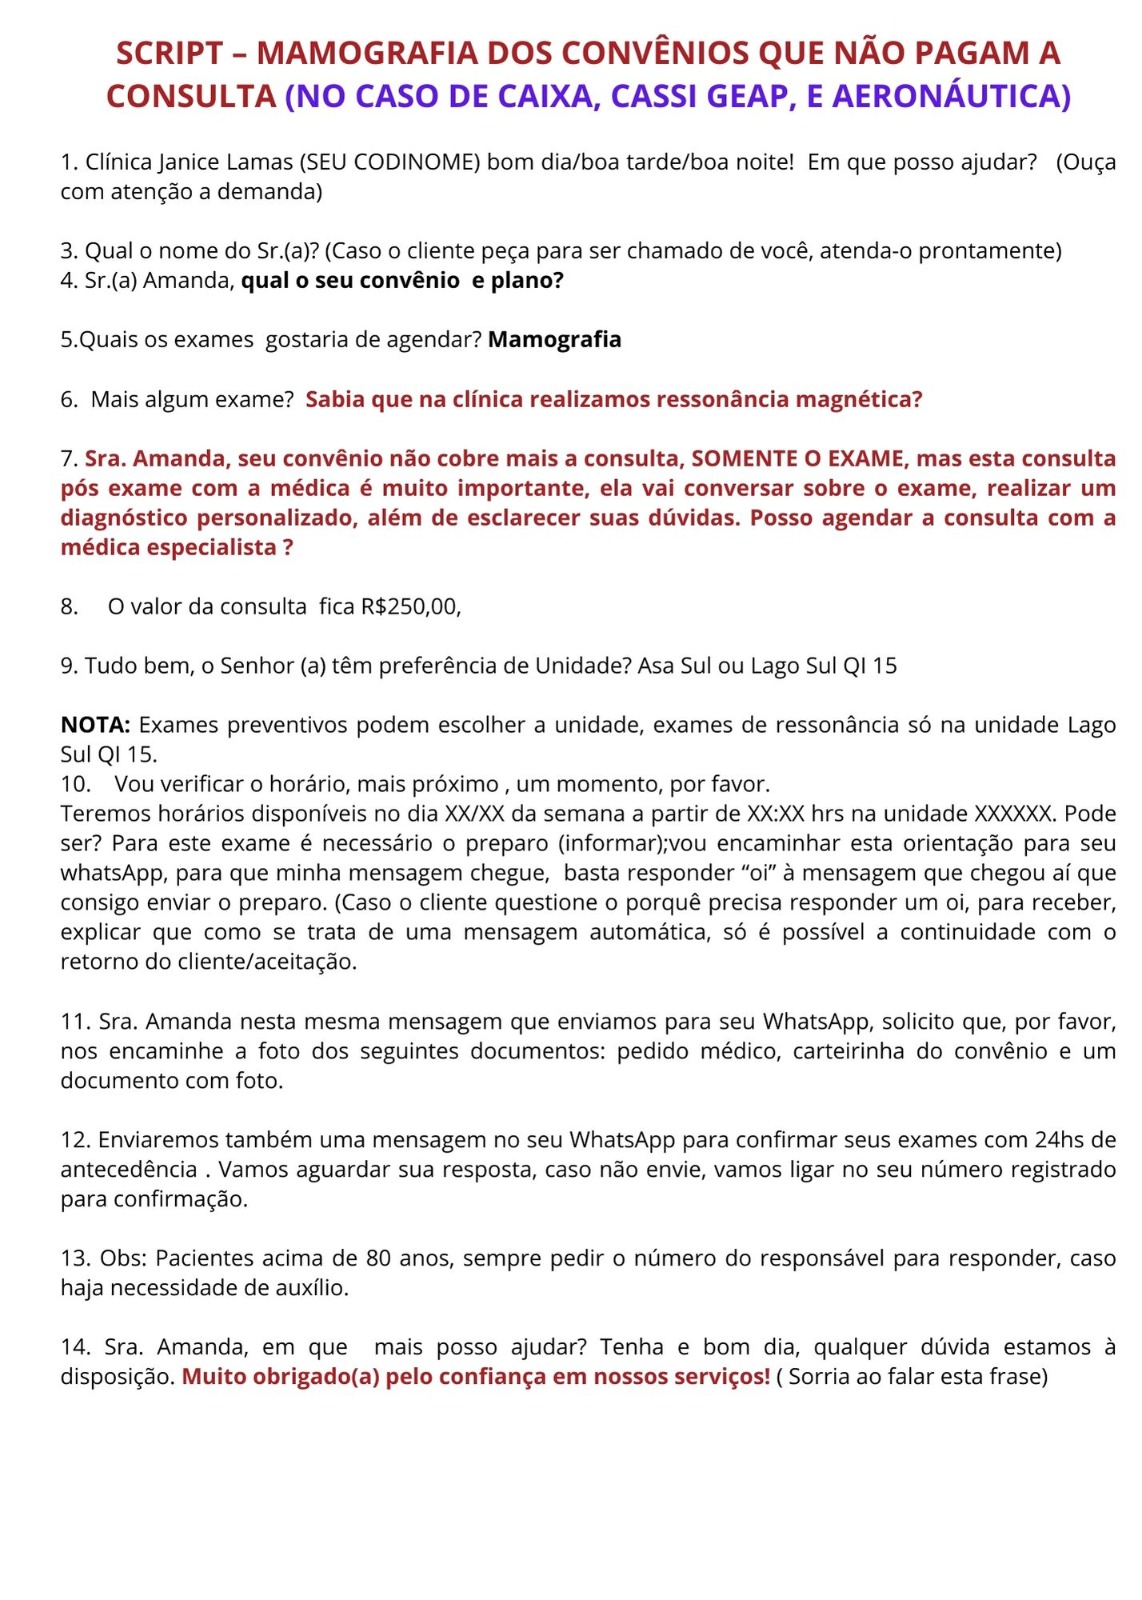 SCRIPT – MAMOGRAFIA DOS CONVÊNIOS QUE NÃO PAGAM A
CONSULTA (NO CASO DE CAIXA, CASSI GEAP, E AERONÁUTICA)
1. Clínica Janice Lamas (SEU CODINOME) bom dia/boa tarde/boa noite! Em que posso ajudar? (Ouça
com atenção a demanda)
3. Qual o nome do Sr.(a)? (Caso o cliente peça para ser chamado de você, atenda-o prontamente)
4. Sr.(a) Amanda, qual o seu convênio e plano?
5.Quais os exames gostaria de agendar? Mamografia
6. Mais algum exame? Sabia que na clínica realizamos ressonância magnética?
7. Sra. Amanda, seu convênio não cobre mais a consulta, SOMENTE O EXAME, mas esta consulta
pós exame com a médica é muito importante, ela vai conversar sobre o exame, realizar um
diagnóstico personalizado, além de esclarecer suas dúvidas. Posso agendar a consulta com a
médica especialista ?
8. O valor da consulta fica R$250,00,
9. Tudo bem, o Senhor (a) têm preferência de Unidade? Asa Sul ou Lago Sul QI 15
NOTA: Exames preventivos podem escolher a unidade, exames de ressonância só na unidade Lago
Sul QI 15.
10. Vou verificar o horário, mais próximo , um momento, por favor.
Teremos horários disponíveis no dia XX/XX da semana a partir de XX:XX hrs na unidade XXXXXX. Pode
ser? Para este exame é necessário o preparo (informar);vou encaminhar esta orientação para seu
whatsApp, para que minha mensagem chegue, basta responder “oi” à mensagem que chegou aí que
consigo enviar o preparo. (Caso o cliente questione o porquê precisa responder um oi, para receber,
explicar que como se trata de uma mensagem automática, só é possível a continuidade com o
retorno do cliente/aceitação.
11. Sra. Amanda nesta mesma mensagem que enviamos para seu WhatsApp, solicito que, por favor,
nos encaminhe a foto dos seguintes documentos: pedido médico, carteirinha do convênio e um
documento com foto.
12. Enviaremos também uma mensagem no seu WhatsApp para confirmar seus exames com 24hs de
antecedência . Vamos aguardar sua resposta, caso não envie, vamos ligar no seu número registrado
para confirmação.
13. Obs: Pacientes acima de 80 anos, sempre pedir o número do responsável para responder, caso
haja necessidade de auxílio.
14. Sra. Amanda, em que mais posso ajudar? Tenha e bom dia, qualquer dúvida estamos à
disposição. Muito obrigado(a) pelo confiança em nossos serviços! ( Sorria ao falar esta frase)